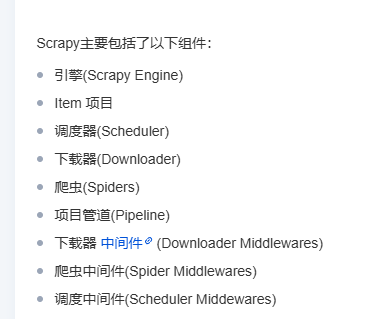 Scrapy主要包括了以下组件：
引擎(Scrapy Engine)
Item 项目
调度器(Scheduler)
下载器(Downloader)
爬虫(Spiders)
项目管道(Pipeline)
下载器 中间件 (Downloader Middlewares)
爬虫中间件(Spider Middlewares)
调度中间件(Scheduler Middewares)